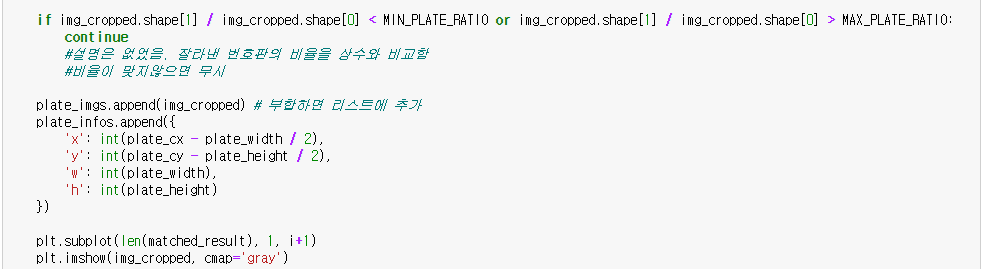 if img_cropped.shape[1] / img_cropped.shape[0] < MIN_PLATE_RATIO or img_cropped.shape[1] / img_cropped.shape[0] > MAX_PLATE_RATIO:
    continue
    #설명은 없었음, 잘라낸 번호판의 비율을 상수와 비교함
    #비율이 맞지않으면 무시

plate_imgs.append(img_cropped) # 부합하면 리스트에 추가
plate_infos.append({
    'x': int(plate_cx - plate_width / 2),
    'y': int(plate_cy - plate_height / 2),
    'w': int(plate_width),
    'h': int(plate_height)
})

plt.subplot(len(matched_result), 1, i+1)
plt.imshow(img_cropped, cmap='gray')